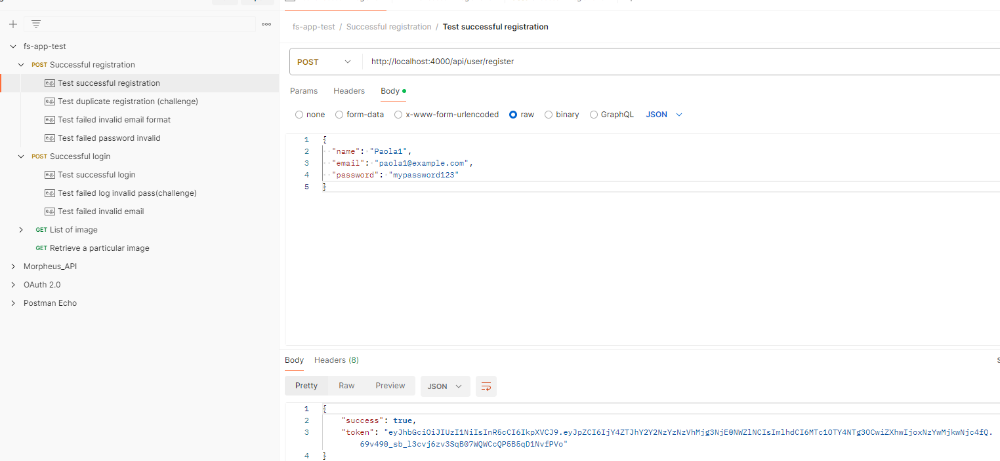 fs-app-test
POST Successful registration
e.g. Test successful registration
e.g. Test duplicate registration (challenge)
e.g. Test failed invalid email format
e.g. Test failed password invalid
POST Successful login
e.g. Test successful login
e.g. Test failed log invalid pass(challenge)
e.g. Test failed invalid email
GET List of image
GET Retrieve a particular image
Morpheus_API
OAuth 2.0
Postman Echo
fs-app-test / Successful registration / Test successful registration
POST http://localhost:4000/api/user/register
Params Headers Body
none form-data x-www-form-urlencoded raw binary GraphQL JSON
1 {
2 "name": "Paola1",
3 "email": "paola1@example.com",
4 "password": "mypassword123"
5 }
Body Headers (8)
Pretty Raw Preview JSON
1 {
2 "success": true,
3 "token": "eyJhbGciOiJIUzI1NiIsInR5cCI6IkpXVCJ9.eyJpZCI6IjY4ZTJhY2Y2NzYzNzVhMjg3NjE0NWZlNCIsImlhdCI6MTc1OTY4NTg3OCwiZXhwIjoxNzYwMjkwNjc4fQ.
69v490_sb_l3cvj6zv3SqB07WQWCcQP5B5qD1NvfPVo"
4 }